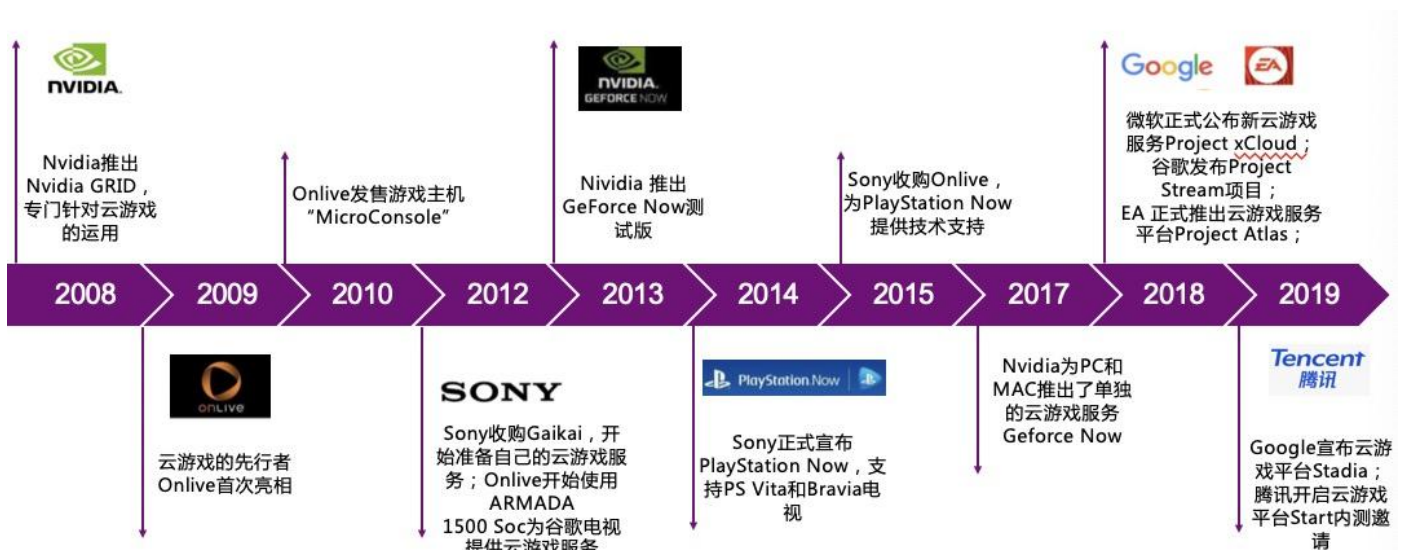 NVIDIA.
Nvidia推出
Nvidia GRID，
专门针对云游戏
的运用
Onlive发售游戏主机
“MicroConsole”
NVIDIA.
GEFORCE NOW
Nividia 推出
GeForce Now测
试版
Sony收购Onlive，
为PlayStation Now
提供技术支持
Google
EA
微软正式公布新云游戏
服务Project xCloud；
谷歌发布Project
Stream项目；
EA 正式推出云游戏服务
平台Project Atlas；
2008
2009
2010
2012
2013
2014
2015
2017
2018
2019
onLIVE
云游戏的先行者
Onlive首次亮相
SONY
Sony收购Gaikai，开
始准备自己的云游戏服
务；Onlive开始使用
ARMADA
1500 Soc为谷歌电视
提供云游戏服务
PlayStation Now
Sony正式宣布
PlayStation Now，支
持PS Vita和Bravia电
视
Nvidia为PC和
MAC推出了单独
的云游戏服务
Geforce Now
Tencent
腾讯
Google宣布云游
戏平台Stadia；
腾讯开启云游戏
平台Start内测邀
请